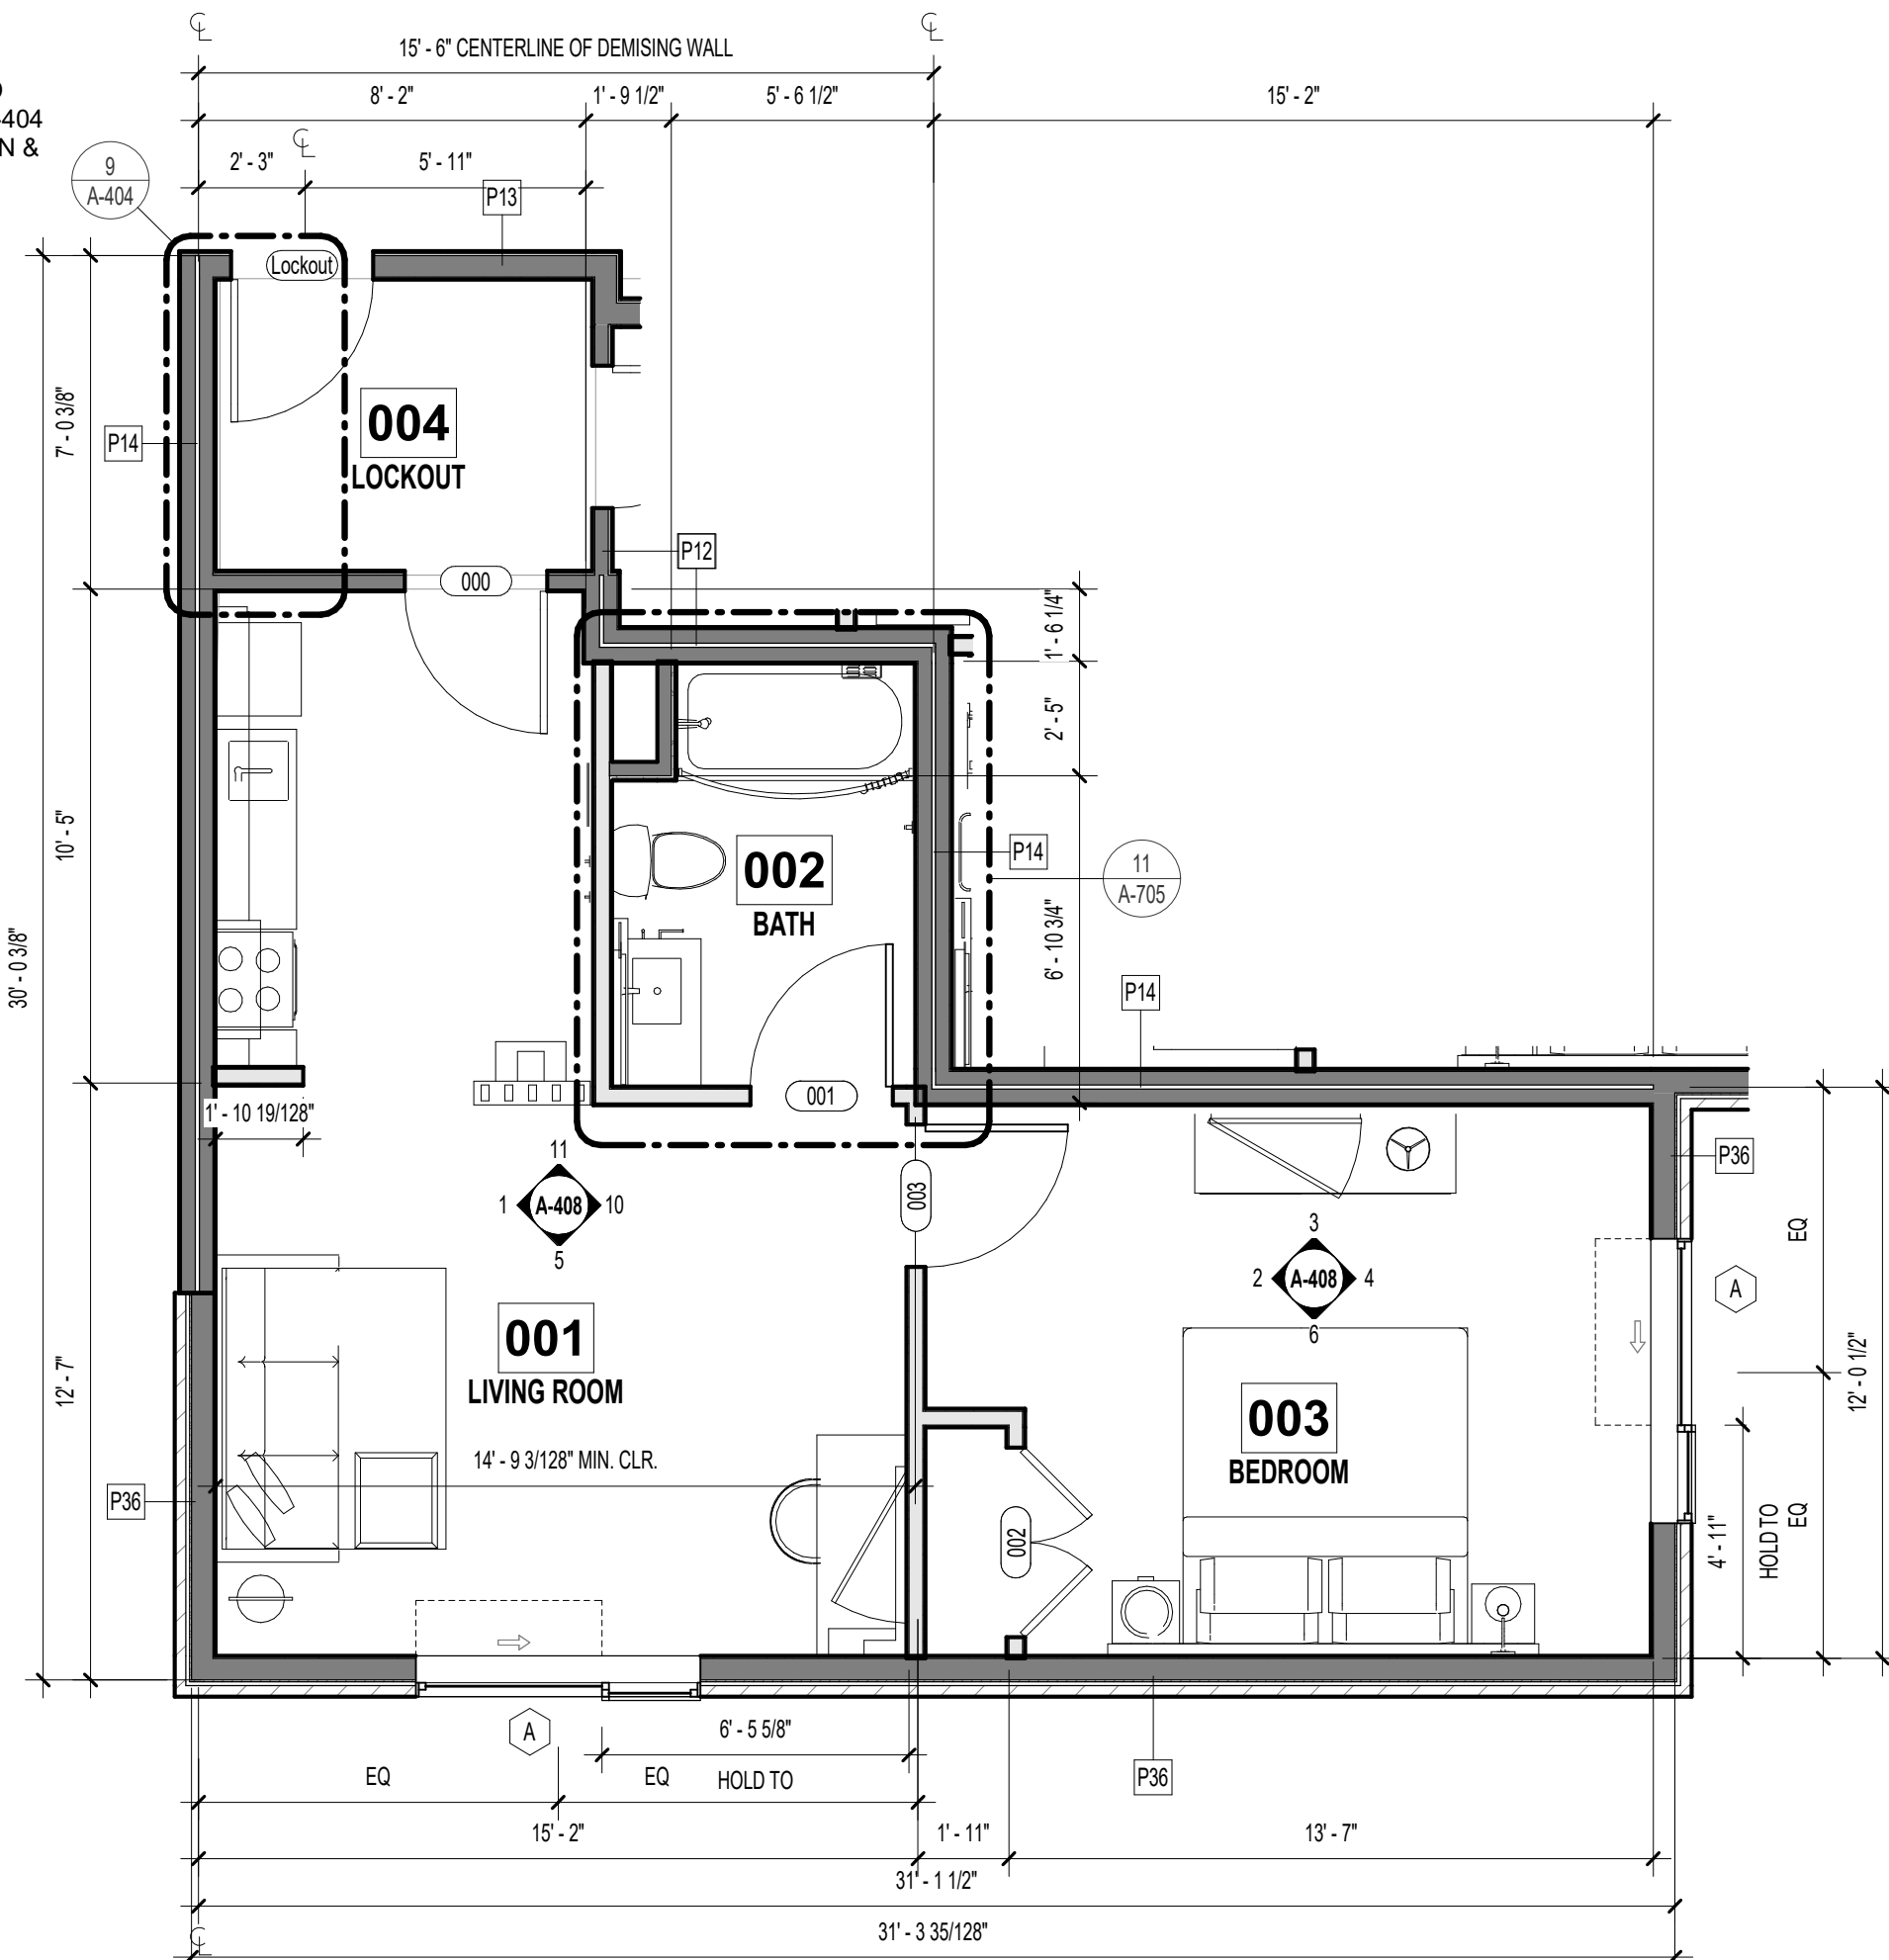 15' - 6" CENTERLINE OF DEMISING WALL
8' - 2"
1' - 9 1/2"
5' - 6 1/2"
15' - 2"
-404
N &
9
A-404
2' - 3"
5' - 11"
P13
Lockout
7' - 0 3/8"
P14
004
LOCKOUT
P12
000
1' - 6 1/4"
2' - 5"
10' - 5"
30' - 0 3/8"
002
BATH
P14
11
A-705
6' - 10 3/4"
P14
001
1' - 10 19/128"
11
1
A-408
10
5
003
P36
3
2
A-408
4
6
EQ
A
12' - 0 1/2"
12' - 7"
001
LIVING ROOM
14' - 9 3/128" MIN. CLR.
003
BEDROOM
P36
002
4' - 11"
HOLD TO
EQ
A
6' - 5 5/8"
EQ
EQ
HOLD TO
P36
15' - 2"
1' - 11"
13' - 7"
31' - 1 1/2"
31' - 3 35/128"